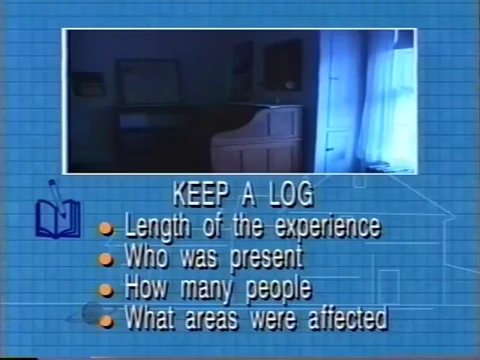 KEEP A LOG
Length of the experience
Who was present
How many people
What areas were affected